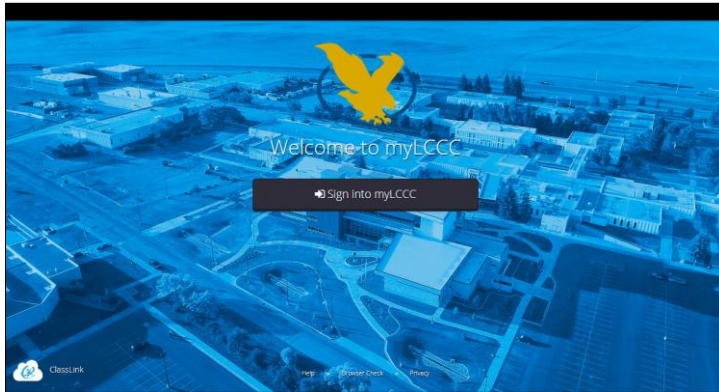 Welcome to myLCCC
Sign into myLCCC
ClassLink
Help
Browser Check
Privacy